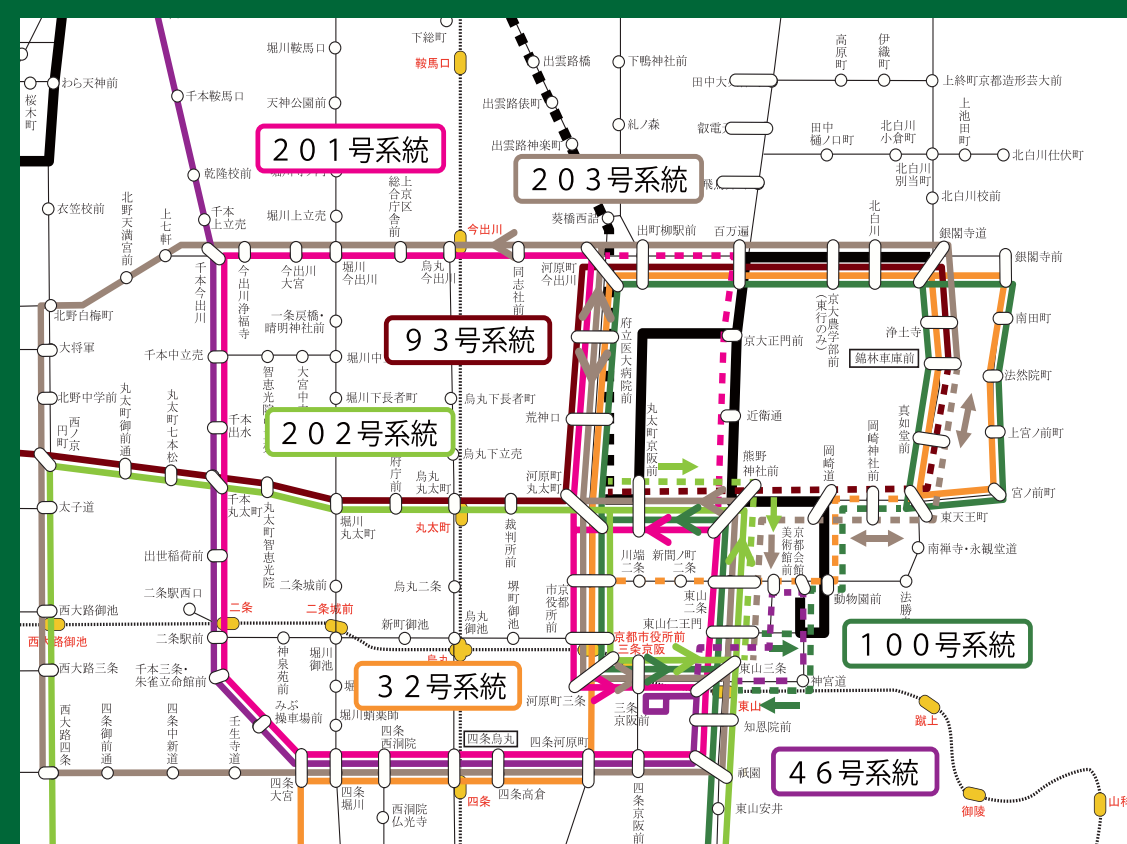 下総町
堀川鞍馬口
鞍馬口
出雲路橋
下鴨神社前
高原町
伊織町
わら天神前
桜木町
千本鞍馬口
天神公園前
出雲路俵町
田中大
上終町京都造形芸大前
上池田町
201号系統
糺ノ森
叡電
田中
樋ノ口町
北白川
小倉町
出雲路神楽町
北白川仕伏町
乾隆校前
203号系統
飛
北白川
別当町
北白川校前
衣笠校前
北野天満宮前
上七軒
千本
上立売
堀川上立売
上京区
総合庁舎前
今出川
葵橋西詰
出町柳駅前
百万遍
北白川
銀閣寺道
千本今出川
今出川浄福寺
今出川
大宮
堀川
今出川
烏丸
今出川
同志社前
河原町
今出川
銀閣寺前
北野白梅町
一条戻橋・
晴明神社前
府立医大病院前
京大農学部前
(東行のみ)
浄土寺
南田町
93号系統
京大正門前
大将軍
千本中立売
堀川中
智恵光院
大宮中
錦林車庫前
法然院町
北野中学前
丸太町御前通
丸太町七本松
堀川下長者町
烏丸下長者町
荒神口
丸太町京阪前
近衛通
真如堂前
西ノ京
円町
千本
出水
202号系統
烏丸下立売
岡崎神社前
上宮ノ前町
府庁前
烏丸
丸太町
河原町
丸太町
熊野
神社前
岡崎道
宮ノ前町
太子道
千本
丸太町
丸太町智恵光院
堀川
丸太町
丸太町
裁判所前
東天王町
出世稲荷前
川端
二条
新間ノ町
二条
京都会館
美術館前
南禅寺・永観堂道
二条駅西口
二条城前
烏丸二条
堺町御池
市役所前
京都
東山
二条
動物園前
法勝
西大路御池
西大路御池
二条
二条城前
新町御池
烏丸
御池
東山仁王門
100号系統
二条駅前
堀川
御池
神泉苑前
京都市役所前
三条京阪
西大路三条
千本三条・
朱雀立命館前
32号系統
東山三条
神宮道
みぶ
操車場前
堀川蛸薬師
河原町三条
三条
京阪前
東山
蹴上
西大路四条
四条御前通
四条中新道
壬生寺道
四条
西洞院
四条烏丸
四条河原町
知恩院前
46号系統
祇園
四条
大宮
四条
堀川
西洞院
仏光寺
四条
四条高倉
四条京阪前
東山安井
御陵
山科